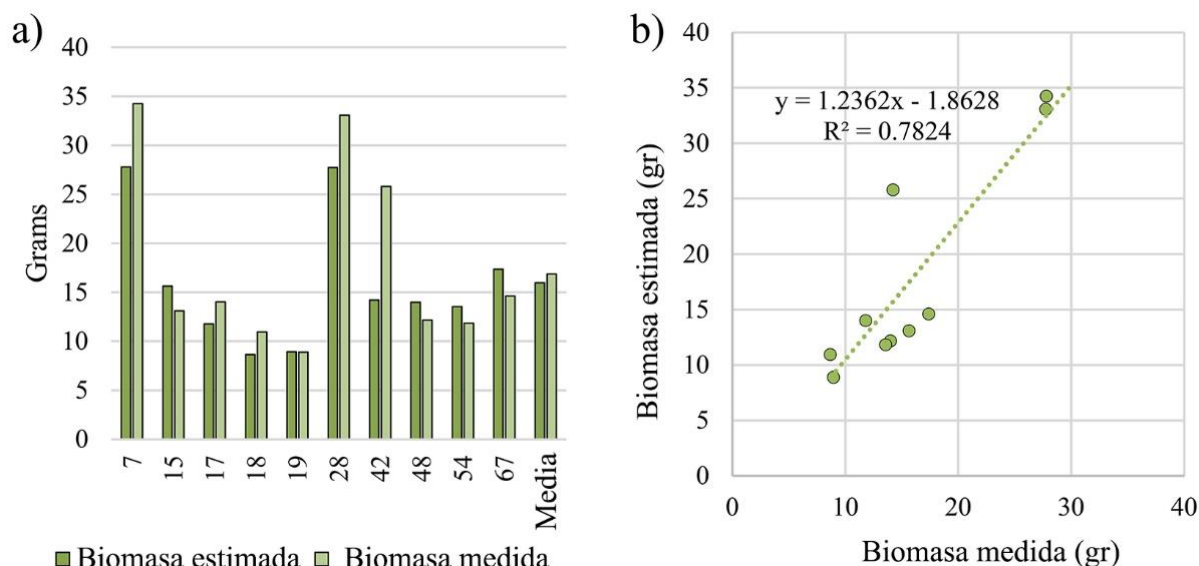 a)
40
35
30
25
20
15
10
5
0
Grams
7 15 17 18 19 28 42 48 54 67 Media
Biomasa estimada Biomasa medida
b)
40
35
30
25
20
15
10
5
0
Biomasa estimada (gr)
y = 1.2362x - 1.8628
R² = 0.7824
0 10 20 30 40
Biomasa medida (gr)